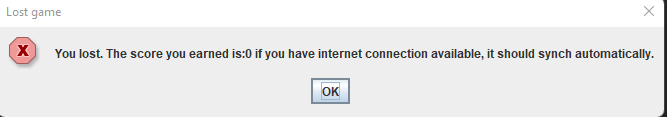 Lost game
You lost. The score you earned is:0 if you have internet connection available, it should synch automatically.
OK